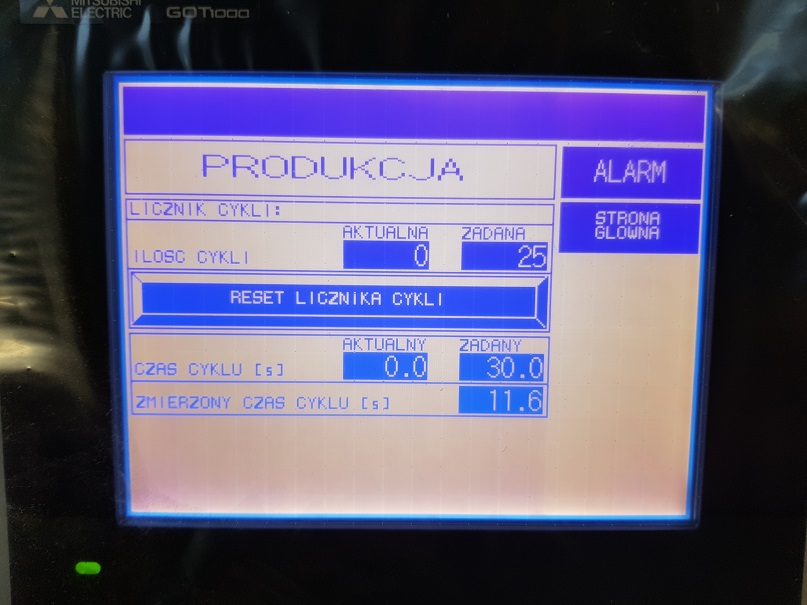 MITSUBISHI
ELECTRIC GOT1000
PRODUKCJA
ALARM
LICZNIK CYKLI:
STRONA
GLOWNA
AKTUALNA ZADANA
ILOSC CYKLI 0 25
RESET LICZNIKA CYKLI
AKTUALNY ZADANY
CZAS CYKLU [s] 0.0 30.0
ZMIERZONY CZAS CYKLU [s] 11.6